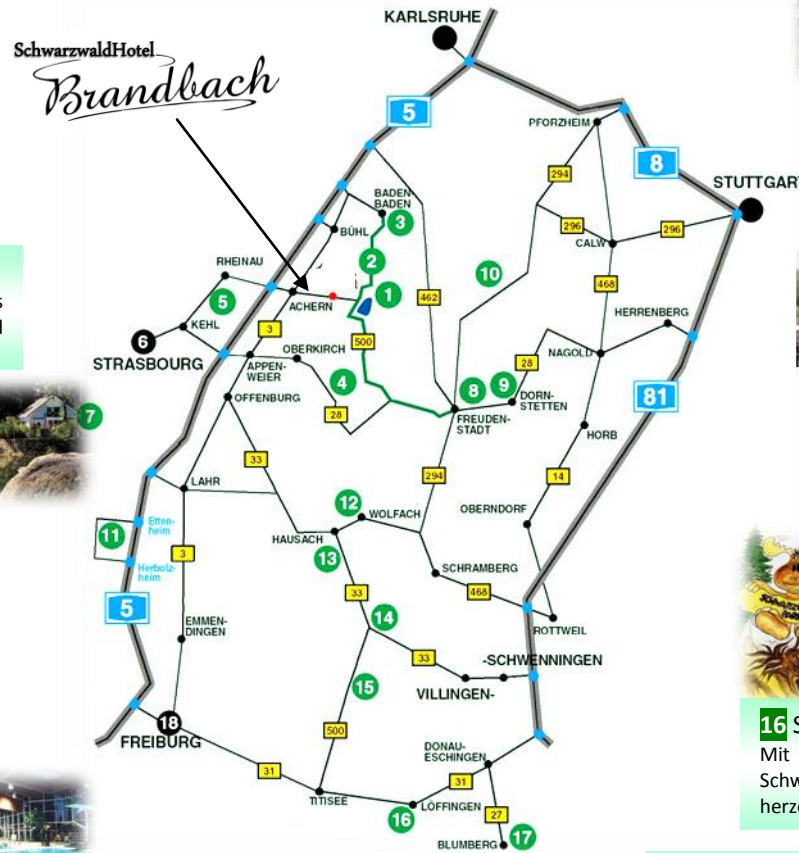 KARLSRUHE
SchwarzwaldHotel
Brandbach
5
PFORZHEIM
8
294
STUTTGAR
BADEN-
BADEN
3
BÜHL
296
296
CALW
2
RHEINAU
10
468
5
1
462
HERRENBERG
ACHERN
KEHL
3
6
STRASBOURG
500
OBERKIRCH
NAGOLD
APPEN-
WEIER
28
4
8
9
81
OFFENBURG
DORN-
STETTEN
7
28
FREUDEN-
STADT
HORB
33
294
14
LAHR
12
WOLFACH
OBERNDORF
11
Etten-
heim
HAUSACH
13
3
Herbolz-
heim
SCHRAMBERG
33
468
5
14
EMMEN-
DINGEN
ROTTWEIL
33
-SCHWENNINGEN
15
VILLINGEN-
18
FREIBURG
500
16 S
Mit
Schw
herz
DONAU-
ESCHINGEN
31
31
TITISEE
LÖFFINGEN
16
27
BLUMBERG
17